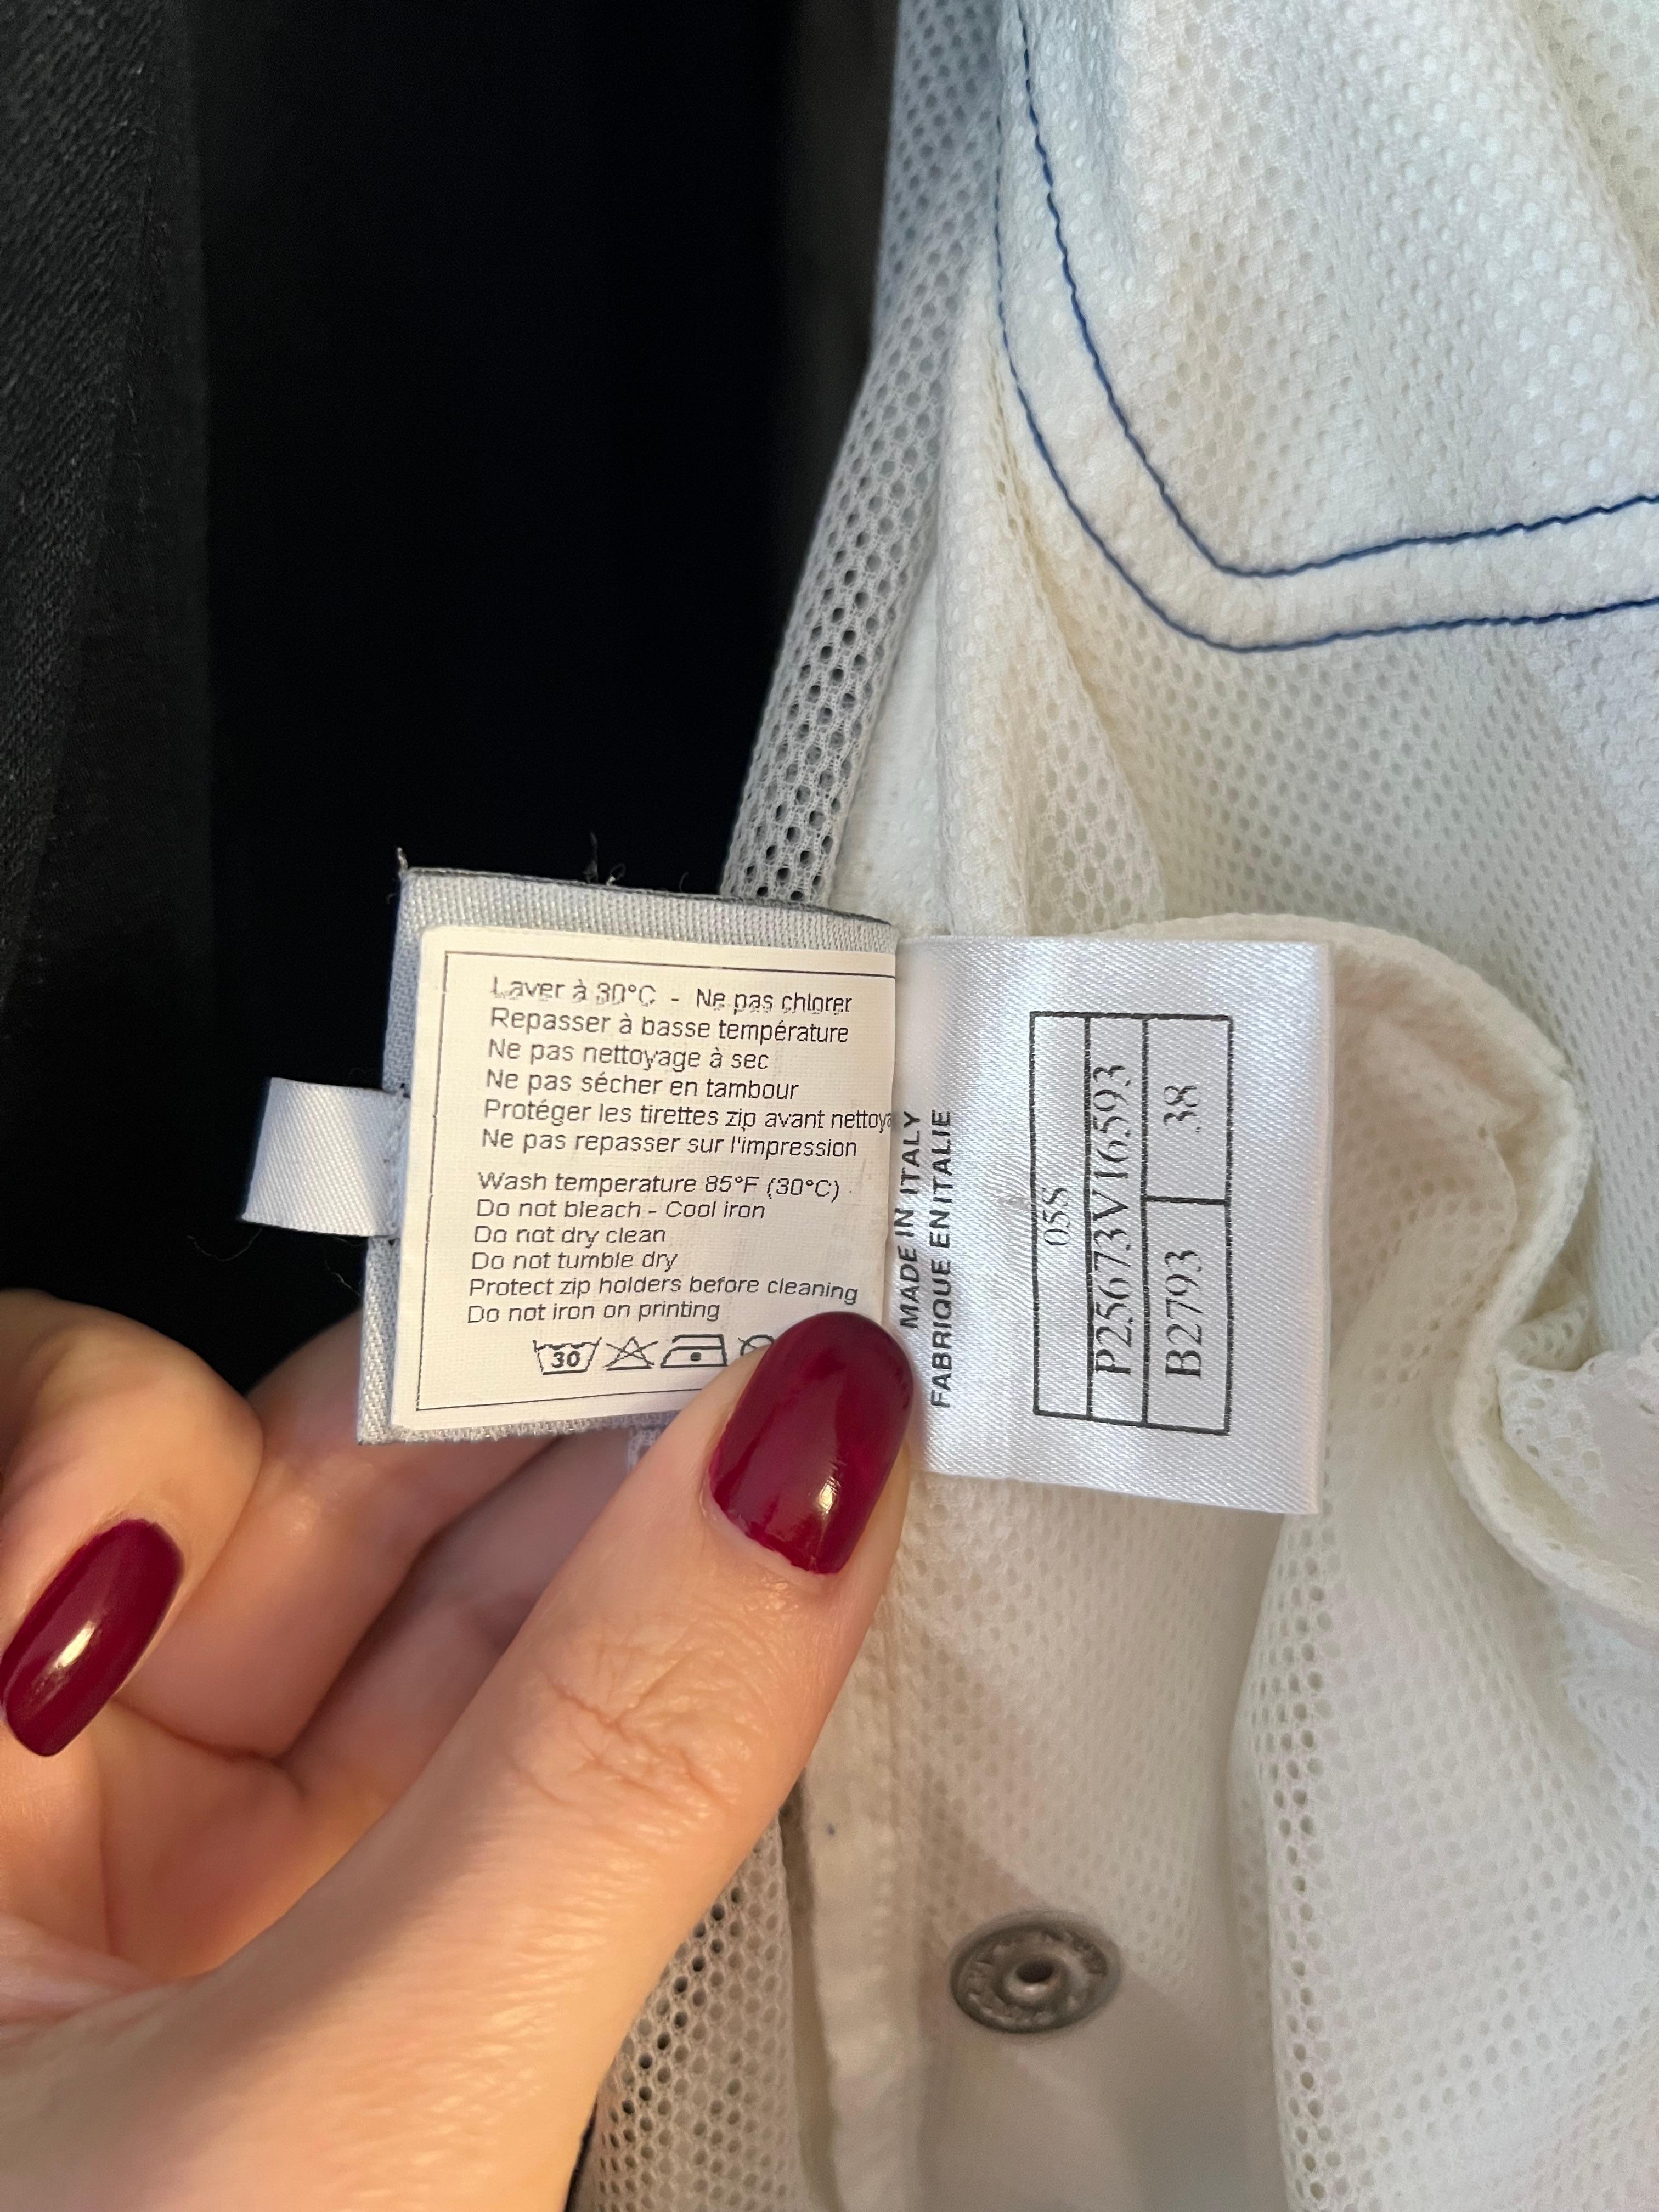 Laver à 30°C - Ne pas chlorer
Repasser à basse température
Ne pas nettoyage à sec
Ne pas sécher en tambour
Protéger les tirettes zip avant
Ne pas repasser sur l'impression
Wash temperature 85°F (30°C)
Do not bleach - Cool iron
Do not dry clean
Do not tumble dry
Protect zip holders before cleaning
Do not iron on printing
30
MADE IN ITALY
FABRIQUE EN ITALIE
05S
P25673V16593
B2793 38